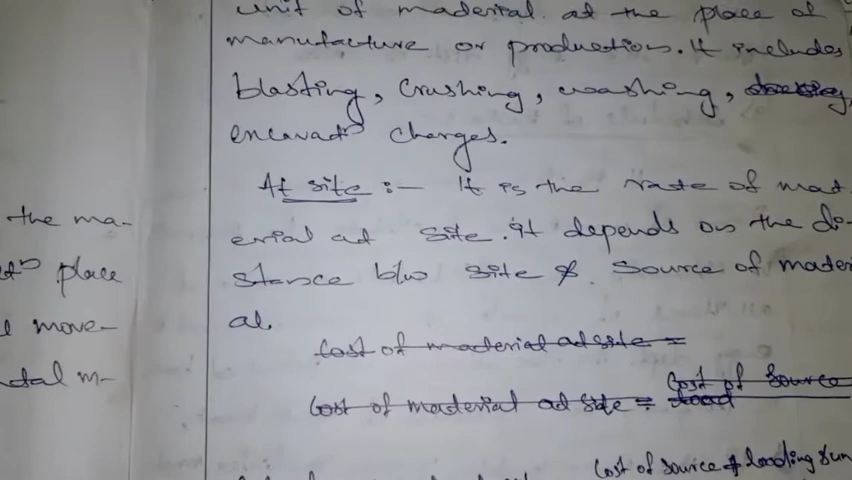 the ma-
place
move-
unit of maderial at the place of
manufacture or production. It includes
blasting, crushing, washing,
encavatn charges.
At site :- It is the rate of mat
erial at site. it depends on the di-
stance b/w site & source of materi
al.
Cost of material at site =
Cost of material at site = Cost of source
Cost of source & loading